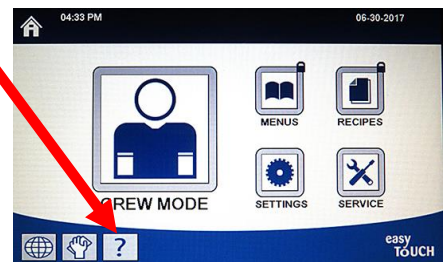 04:33 PM 06-30-2017
MENUS RECIPES
CREW MODE SETTINGS SERVICE
?
easy
TOUCH